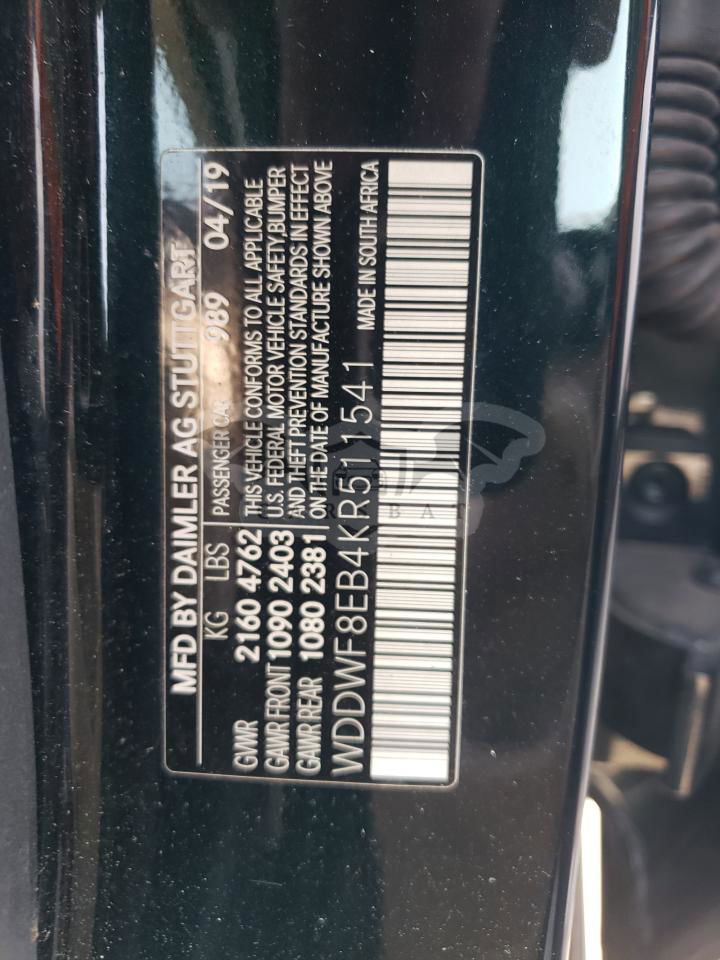 MFD BY DAIMLER AG STUTTGART
KG LBS PASSENGER CAR 989 04/19
GVWR 2160 4762
GAWR FRONT 1090 2403
GAWR REAR 1080 2381
THIS VEHICLE CONFORMS TO ALL APPLICABLE
U.S. FEDERAL MOTOR VEHICLE SAFETY,BUMPER
AND THEFT PREVENTION STANDARDS IN EFFECT
ON THE DATE OF MANUFACTURE SHOWN ABOVE
WDDWF8EB4KR511541 MADE IN SOUTH AFRICA